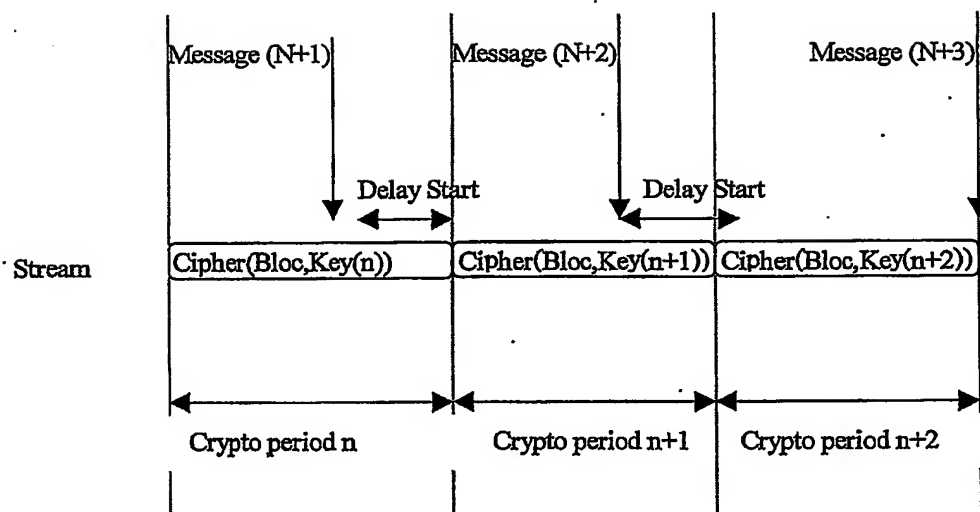 Message (N+1)
Message (N+2)
Message (N+3)
Delay Start
Delay Start
Stream
Cipher(Bloc,Key(n))
Cipher(Bloc,Key(n+1))
Cipher(Bloc,Key(n+2))
Crypto period n
Crypto period n+1
Crypto period n+2